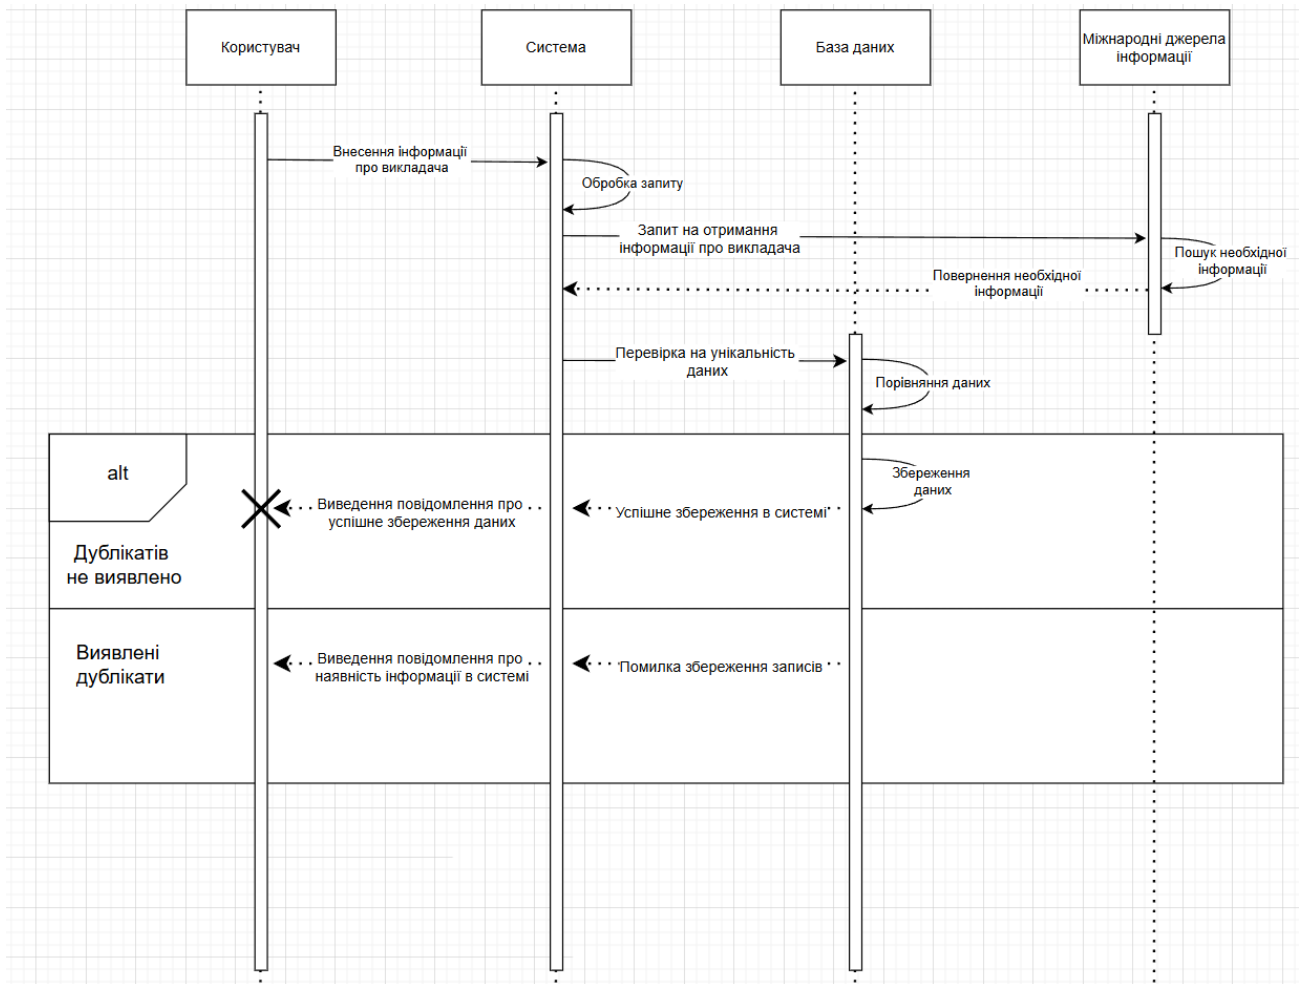 Користувач
Система
База даних
Міжнародні джерела
інформації
Внесення інформації
про викладача
Обробка запиту
Запит на отримання
інформації про викладача
Пошук необхідної
інформації
Повернення необхідної
інформації
Перевірка на унікальність
даних
Порівняння даних
alt
Збереження
даних
Виведення повідомлення про
успішне збереження даних
Успішне збереження в системі
Дублікатів
не виявлено
Виявлені
дублікати
Виведення повідомлення про
наявність інформації в системі
Помилка збереження записів